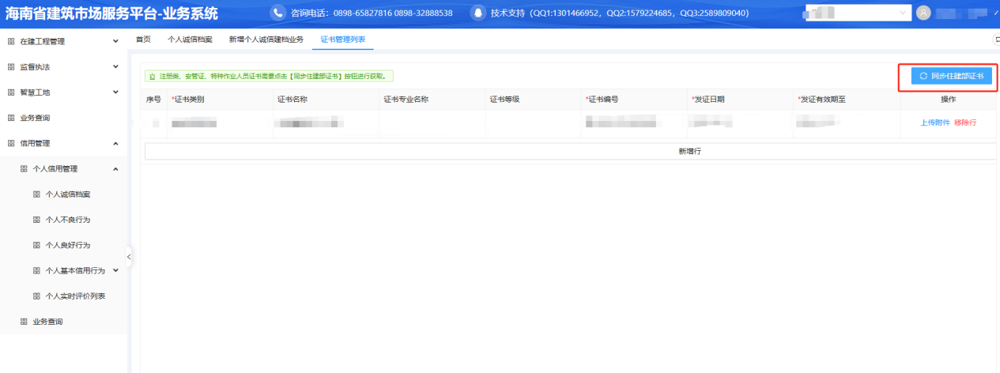 海南省建筑市场服务平台-业务系统 咨询电话：0898-65827816 0898-32888538 技术支持（QQ1:1301466952，QQ2:1579224685，QQ3:2589809040）
在建工程管理
监督执法
智慧工地
业务查询
信用管理
个人信用管理
个人诚信档案
个人不良行为
个人良好行为
个人基本信用行为
个人实时评价列表
业务查询
首页 个人诚信档案 新增个人诚信建档业务 证书管理列表
注册类、安管证、特种作业人员证书需要点击【同步住建部证书】按钮进行获取。
同步住建部证书
序号 *证书类别 证书名称 证书专业名称 证书等级 *证书编号 *发证日期 *发证有效期至 操作
上传附件 移除行
新增行